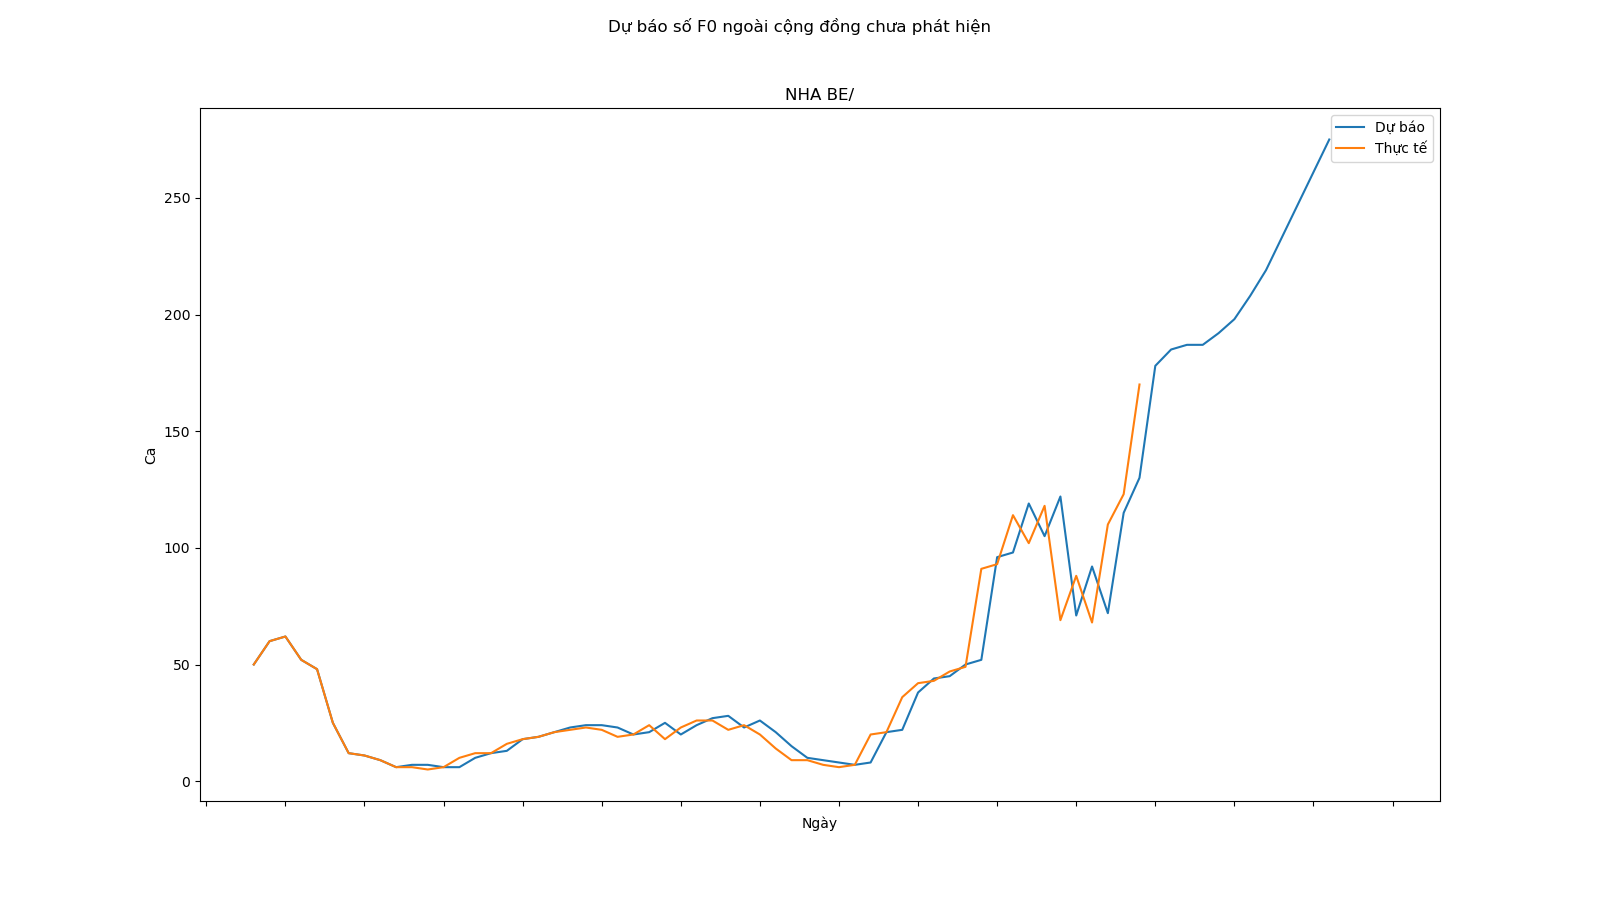 Dự báo số F0 ngoài cộng đồng chưa phát hiện
NHA BE/
Dự báo
Thực tế
250
200
150
100
50
0
Ca
Ngày